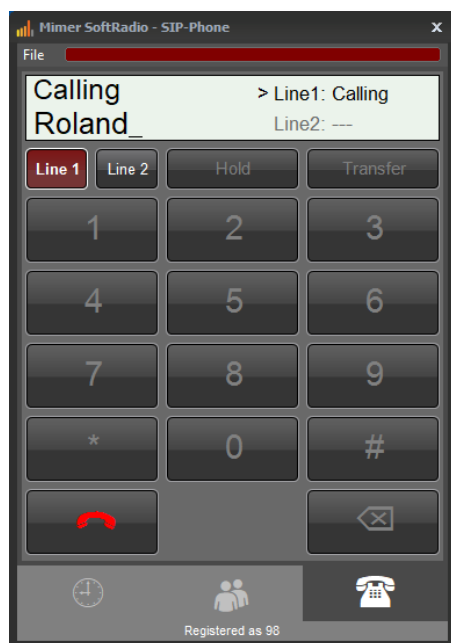 Mimer SoftRadio - SIP-Phone x
File
Calling > Line1: Calling
Roland_ Line2: ---
Line 1 Line 2 Hold Transfer
1 2 3
4 5 6
7 8 9
* 0 #
Registered as 98